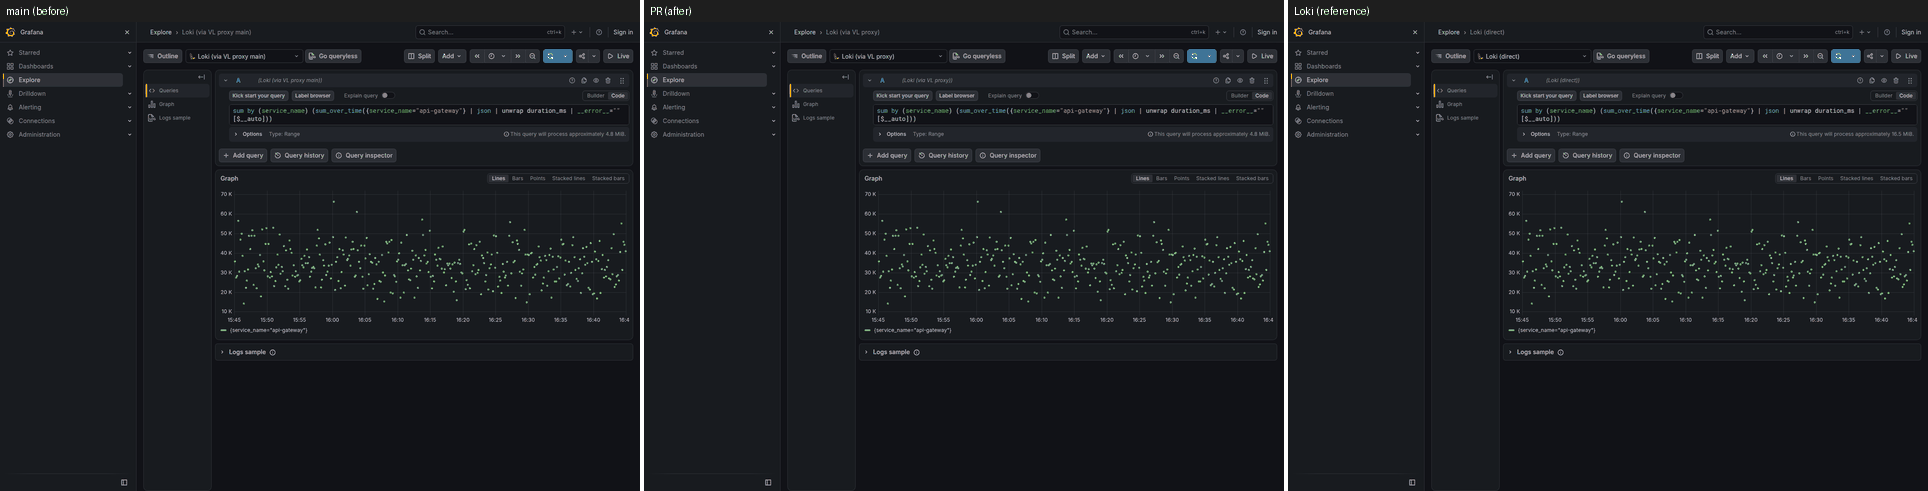 main (before)
Grafana
Starred
Dashboards
Explore
Drilldown
Alerting
Connections
Administration
Explore › Loki (via VL proxy main)
Search... ctrl+k
Sign in
Outline
Loki (via VL proxy main)
Go queryless
Split
Add
Live
Queries
Graph
Logs sample
A (Loki (via VL proxy main))
Kick start your query
Label browser
Explain query
Builder
Code
sum by (service_name) (sum_over_time({service_name="api-gateway"} | json | unwrap duration_ms | __error__=""
[$__auto]))
Options Type: Range
This query will process approximately 4.8 MiB.
+ Add query
Query history
Query inspector
Graph
Lines Bars Points Stacked lines Stacked bars
70 K
60 K
50 K
40 K
30 K
20 K
10 K
15:45 15:50 15:55 16:00 16:05 16:10 16:15 16:20 16:25 16:30 16:35 16:40 16:4
{service_name="api-gateway"}
Logs sample
PR (after)
Grafana
Starred
Dashboards
Explore
Drilldown
Alerting
Connections
Administration
Explore › Loki (via VL proxy)
Search... ctrl+k
Sign in
Outline
Loki (via VL proxy)
Go queryless
Split
Add
Live
Queries
Graph
Logs sample
A (Loki (via VL proxy))
Kick start your query
Label browser
Explain query
Builder
Code
sum by (service_name) (sum_over_time({service_name="api-gateway"} | json | unwrap duration_ms | __error__=""
[$__auto]))
Options Type: Range
This query will process approximately 4.8 MiB.
+ Add query
Query history
Query inspector
Graph
Lines Bars Points Stacked lines Stacked bars
70 K
60 K
50 K
40 K
30 K
20 K
10 K
15:45 15:50 15:55 16:00 16:05 16:10 16:15 16:20 16:25 16:30 16:35 16:40 16:4
{service_name="api-gateway"}
Logs sample
Loki (reference)
Grafana
Starred
Dashboards
Explore
Drilldown
Alerting
Connections
Administration
Explore › Loki (direct)
Search... ctrl+k
Sign in
Outline
Loki (direct)
Go queryless
Split
Add
Live
Queries
Graph
Logs sample
A (Loki (direct))
Kick start your query
Label browser
Explain query
Builder
Code
sum by (service_name) (sum_over_time({service_name="api-gateway"} | json | unwrap duration_ms | __error__=""
[$__auto]))
Options Type: Range
This query will process approximately 16.5 MiB.
+ Add query
Query history
Query inspector
Graph
Lines Bars Points Stacked lines Stacked bars
70 K
60 K
50 K
40 K
30 K
20 K
10 K
15:45 15:50 15:55 16:00 16:05 16:10 16:15 16:20 16:25 16:30 16:35 16:40 16:4
{service_name="api-gateway"}
Logs sample